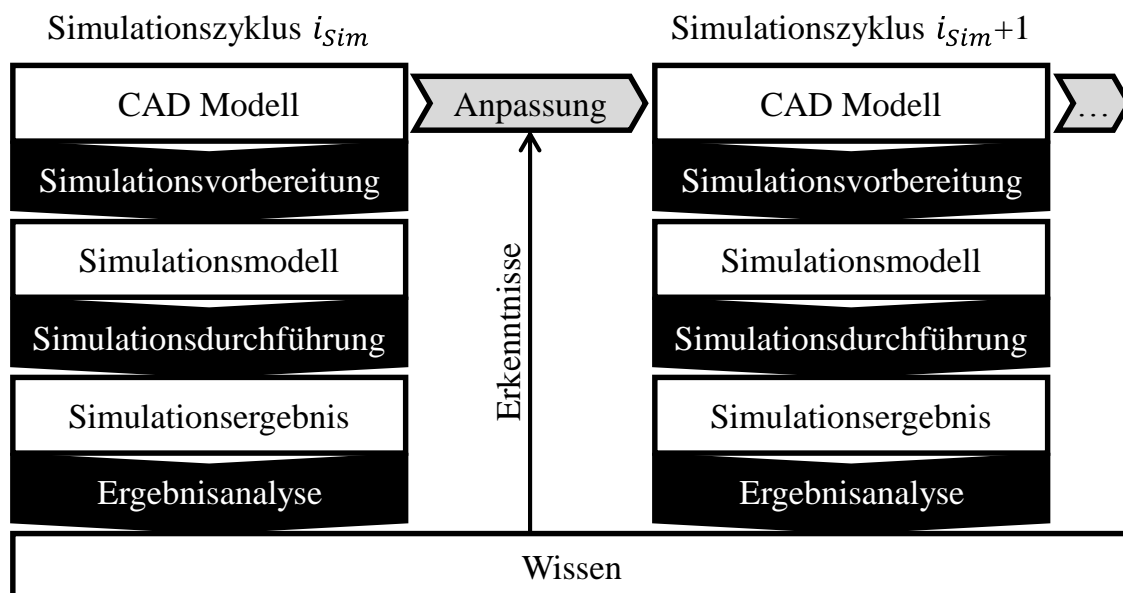 Simulationszyklus i_Sim
Simulationszyklus i_Sim+1
CAD Modell
Anpassung
CAD Modell
...
Simulationsvorbereitung
Simulationsvorbereitung
Simulationsmodell
Erkenntnisse
Simulationsmodell
Simulationsdurchführung
Simulationsdurchführung
Simulationsergebnis
Simulationsergebnis
Ergebnisanalyse
Ergebnisanalyse
Wissen